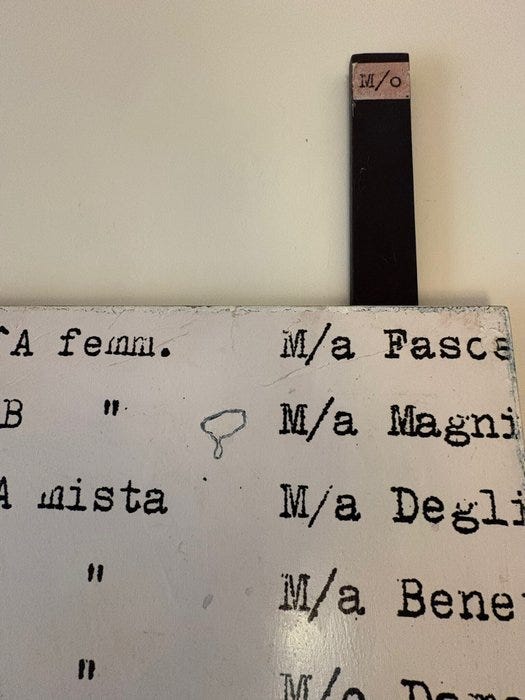 M/o
A femm. M/a Fasce
B " M/a Magni
A mista M/a Degli
" M/a Bene
" M/o